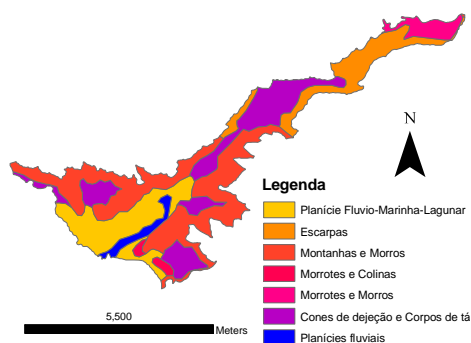 N
Legenda
Planície Fluvio-Marinha-Lagunar
Escarpas
Montanhas e Morros
Morrotes e Colinas
Morrotes e Morros
Cones de dejeção e Corpos de tá
Planícies fluviais
5,500
Meters